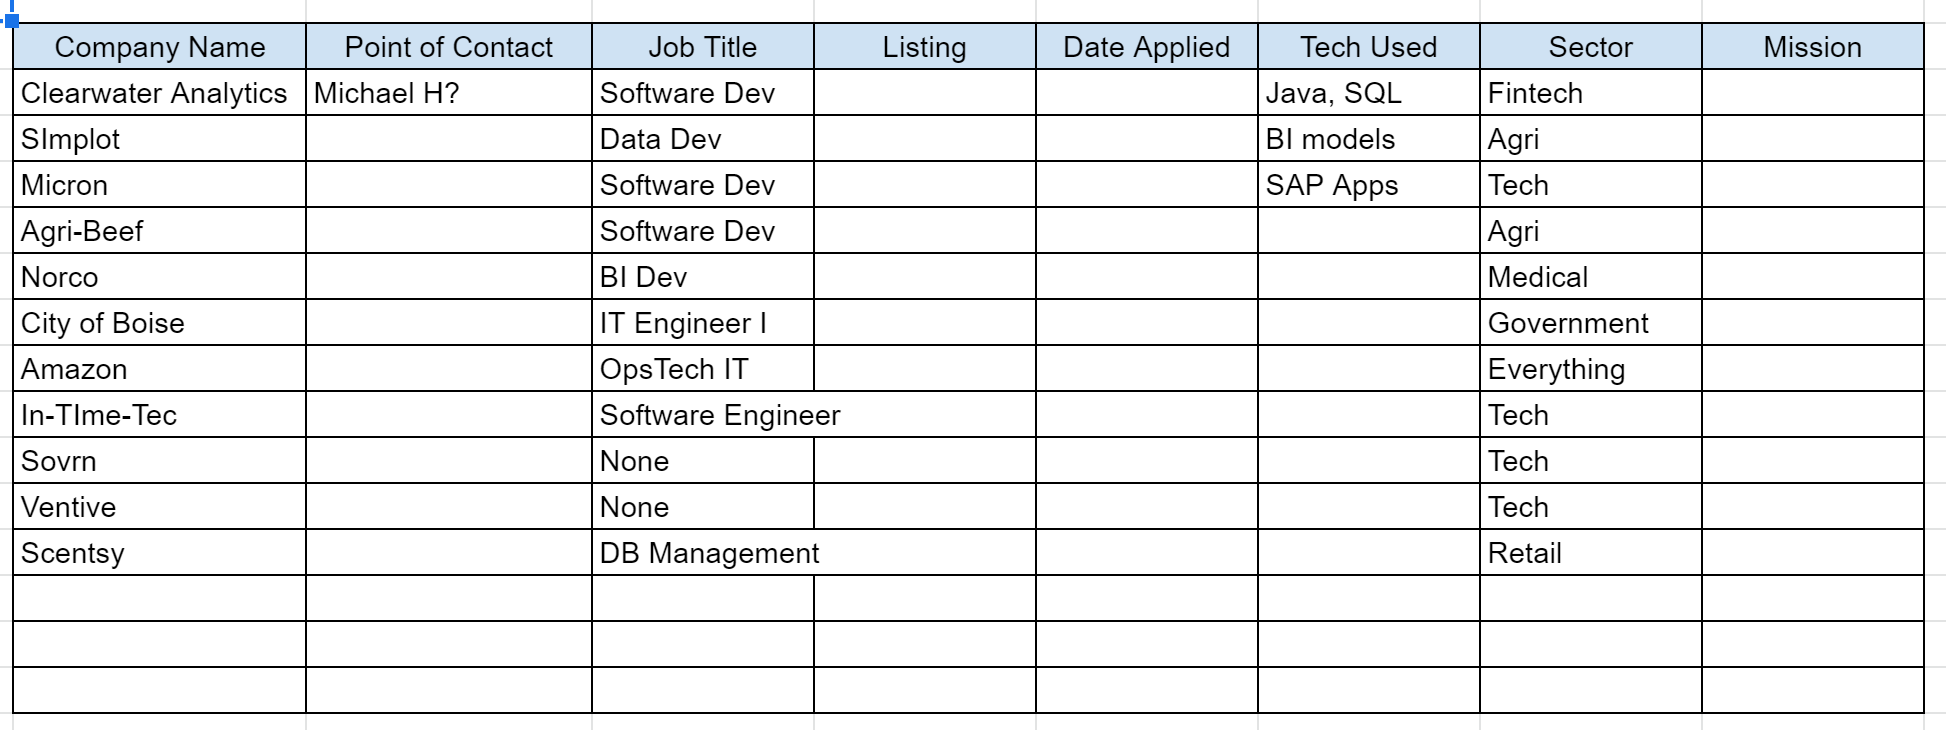 Company Name Point of Contact Job Title Listing Date Applied Tech Used Sector Mission
Clearwater Analytics Michael H? Software Dev Java, SQL Fintech
SImplot Data Dev BI models Agri
Micron Software Dev SAP Apps Tech
Agri-Beef Software Dev Agri
Norco BI Dev Medical
City of Boise IT Engineer I Government
Amazon OpsTech IT Everything
In-TIme-Tec Software Engineer Tech
Sovrn None Tech
Ventive None Tech
Scentsy DB Management Retail